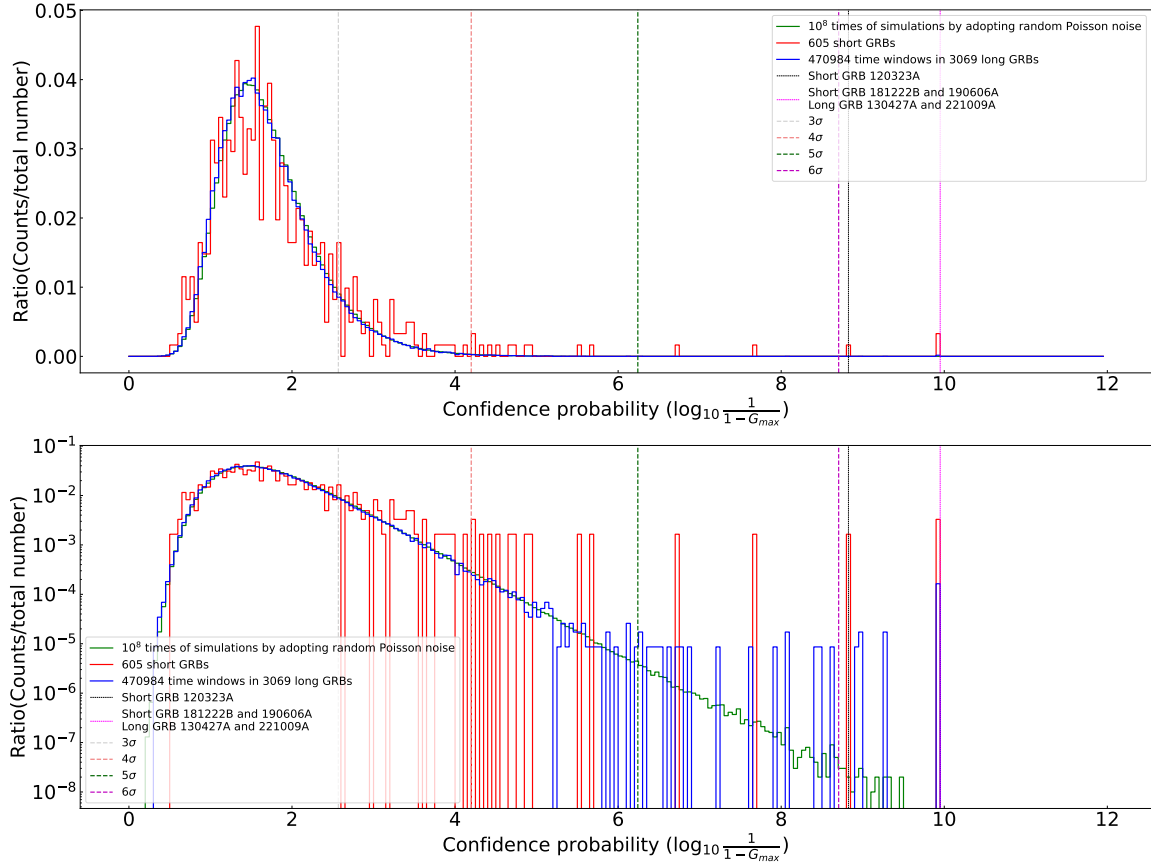 0.05
0.04
0.03
0.02
0.01
0.00
Ratio(Counts/total number)
10⁸ times of simulations by adopting random Poisson noise
605 short GRBs
470984 time windows in 3069 long GRBs
Short GRB 120323A
Short GRB 181222B and 190606A
Long GRB 130427A and 221009A
3σ
4σ
5σ
6σ
0 2 4 6 8 10 12
Confidence probability (log₁₀ 1/(1−G_max))
10⁻¹
10⁻²
10⁻³
10⁻⁴
10⁻⁵
10⁻⁶
10⁻⁷
10⁻⁸
Ratio(Counts/total number)
10⁸ times of simulations by adopting random Poisson noise
605 short GRBs
470984 time windows in 3069 long GRBs
Short GRB 120323A
Short GRB 181222B and 190606A
Long GRB 130427A and 221009A
3σ
4σ
5σ
6σ
0 2 4 6 8 10 12
Confidence probability (log₁₀ 1/(1−G_max))